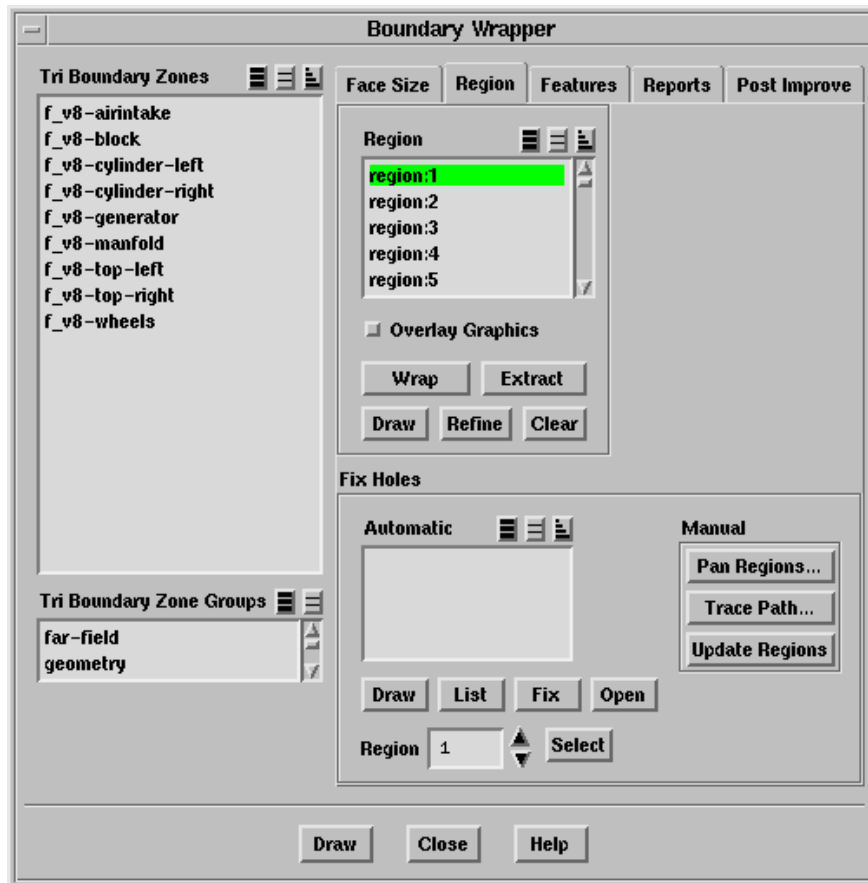 Boundary Wrapper
Tri Boundary Zones
f_v8-airintake
f_v8-block
f_v8-cylinder-left
f_v8-cylinder-right
f_v8-generator
f_v8-manfold
f_v8-top-left
f_v8-top-right
f_v8-wheels
Tri Boundary Zone Groups
far-field
geometry
Face Size Region Features Reports Post Improve
Region
region:1
region:2
region:3
region:4
region:5
Overlay Graphics
Wrap Extract
Draw Refine Clear
Fix Holes
Automatic
Draw List Fix Open
Region 1 Select
Manual
Pan Regions...
Trace Path...
Update Regions
Draw Close Help